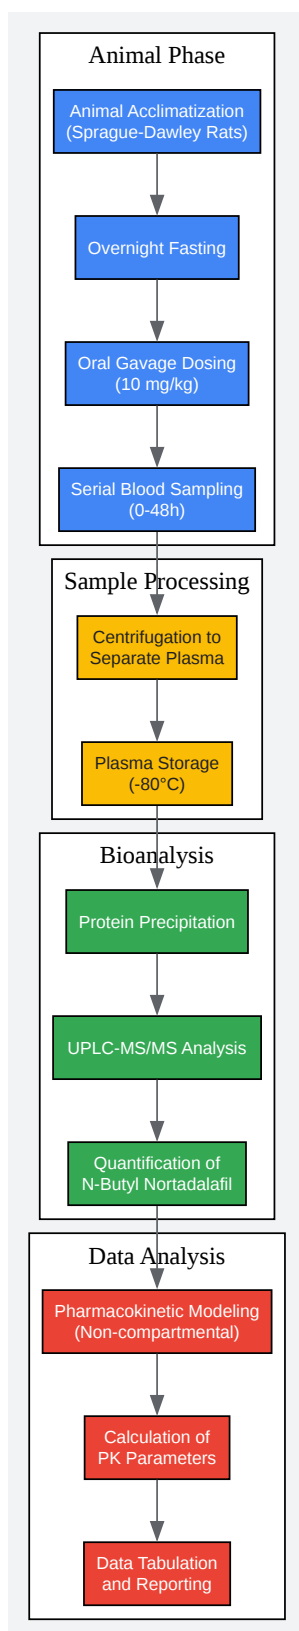 Animal Phase
Animal Acclimatization
(Sprague-Dawley Rats)
Overnight Fasting
Oral Gavage Dosing
(10 mg/kg)
Serial Blood Sampling
(0-48h)
Sample Processing
Centrifugation to
Separate Plasma
Plasma Storage
(-80°C)
Bioanalysis
Protein Precipitation
UPLC-MS/MS Analysis
Quantification of
N-Butyl Nortadalafil
Data Analysis
Pharmacokinetic Modeling
(Non-compartmental)
Calculation of
PK Parameters
Data Tabulation
and Reporting